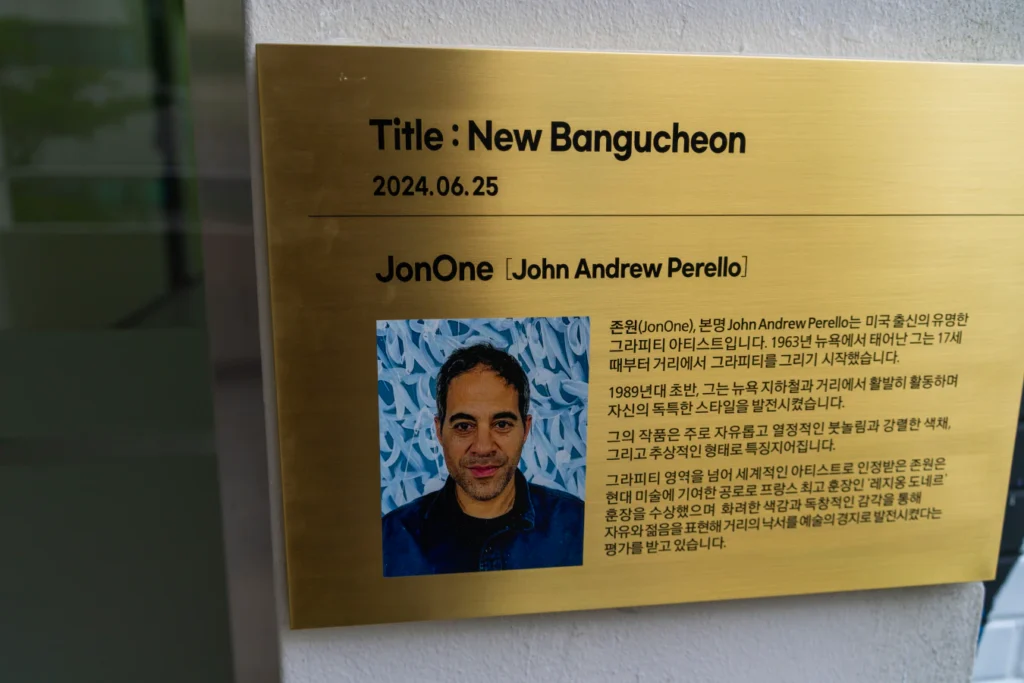 Title : New Bangucheon
2024.06.25
JonOne [John Andrew Perello]
존원(JonOne), 본명 John Andrew Perello는 미국 출신의 유명한
그라피티 아티스트입니다. 1963년 뉴욕에서 태어난 그는 17세
때부터 거리에서 그라피티를 그리기 시작했습니다.
1989년대 초반, 그는 뉴욕 지하철과 거리에서 활발히 활동하며
자신의 독특한 스타일을 발전시켰습니다.
그의 작품은 주로 자유롭고 열정적인 붓놀림과 강렬한 색채,
그리고 추상적인 형태로 특징지어집니다.
그라피티 영역을 넘어 세계적인 아티스트로 인정받은 존원은
현대 미술에 기여한 공로로 프랑스 최고 훈장인 '레지옹 도네르'
훈장을 수상했으며 화려한 색감과 독창적인 감각을 통해
자유와 젊음을 표현해 거리의 낙서를 예술의 경지로 발전시켰다는
평가를 받고 있습니다.